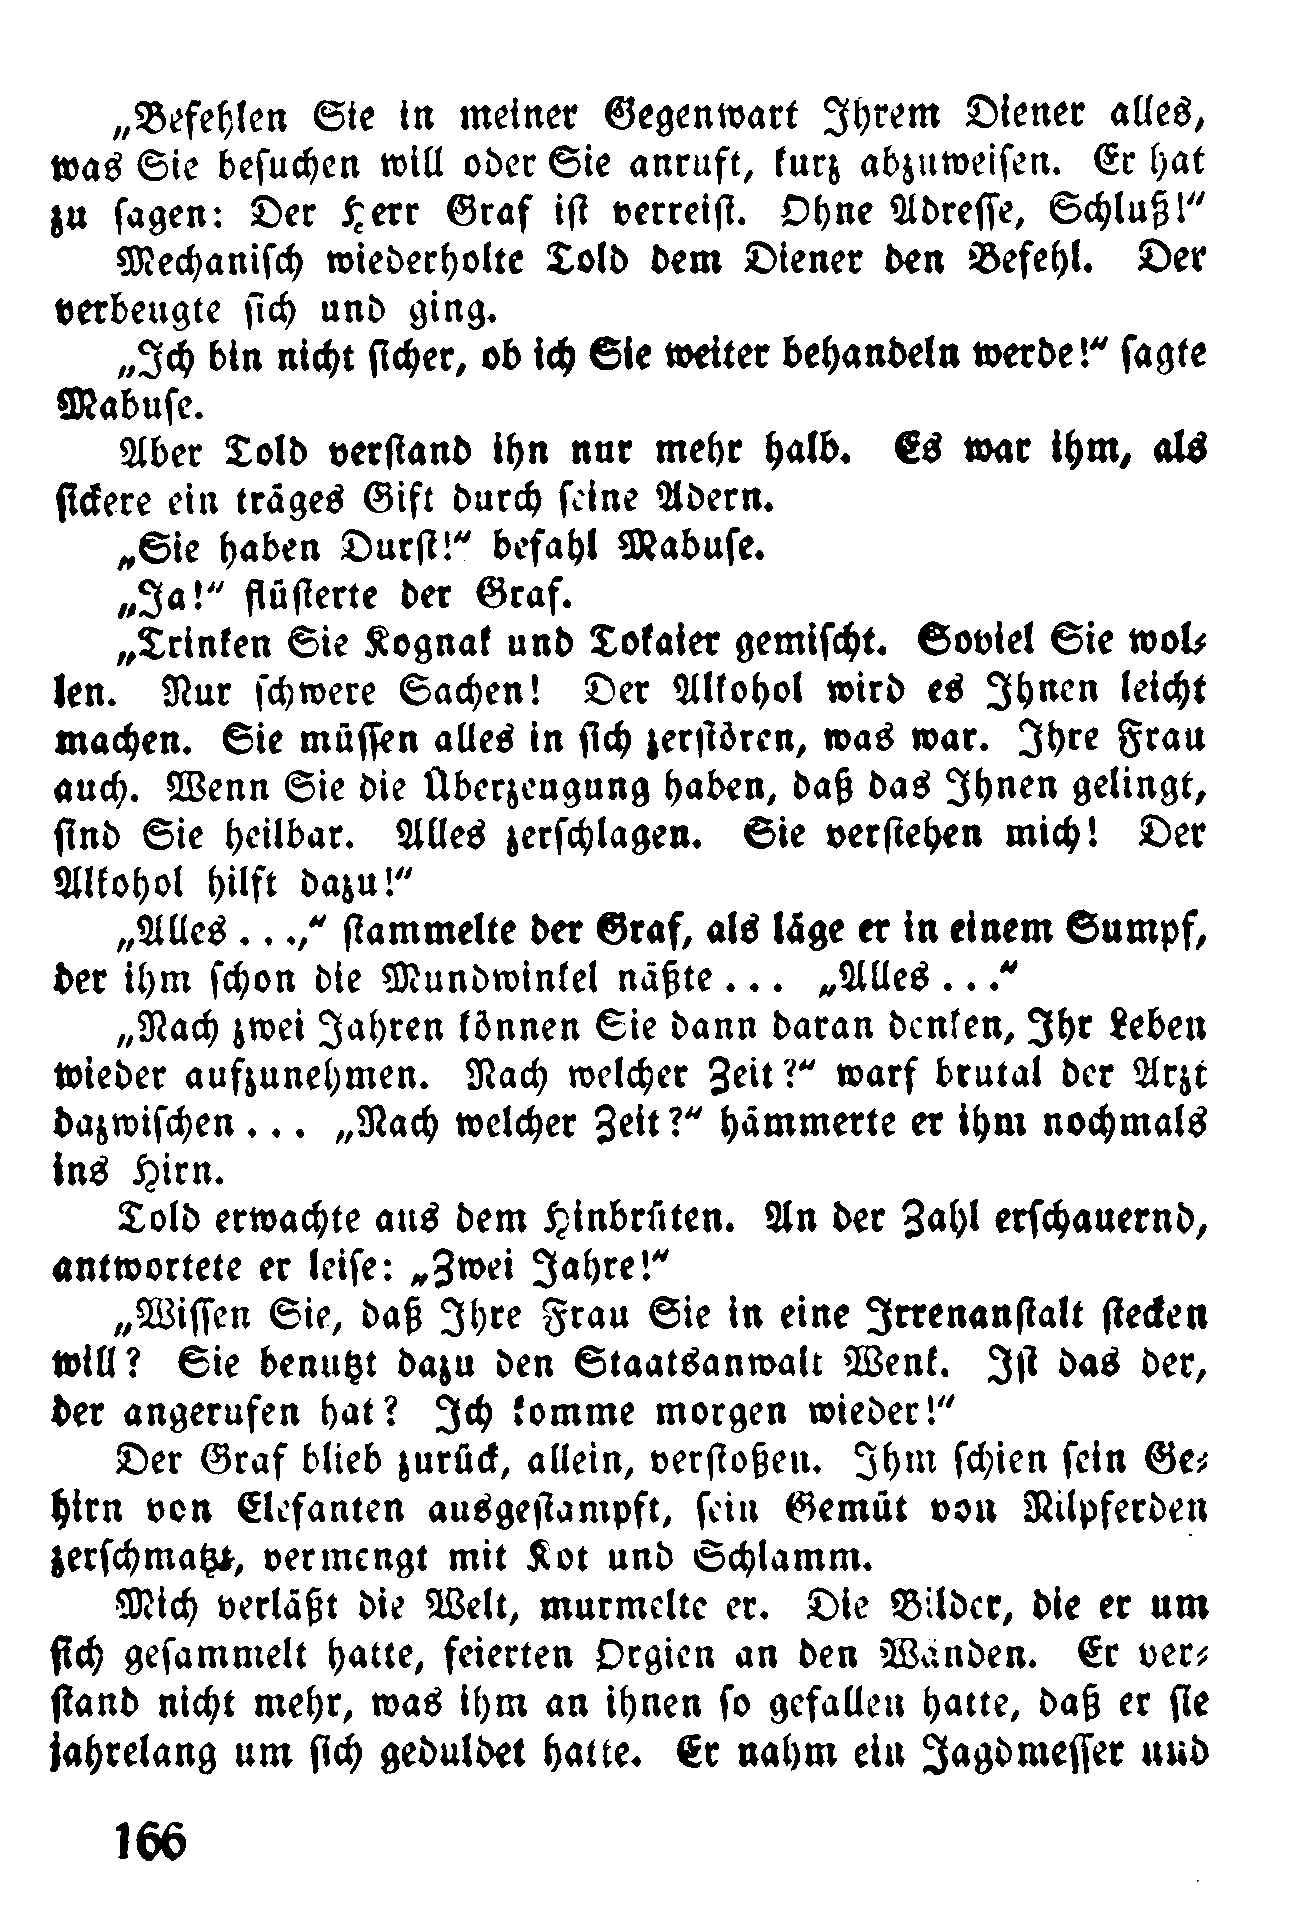 „Befehlen Sie in meiner Gegenwart Ihrem Diener alles,
was Sie besuchen will oder Sie anruft, kurz abzuweisen. Er hat
zu sagen: Der Herr Graf ist verreist. Ohne Adresse, Schluß!“
Mechanisch wiederholte Told dem Diener den Befehl. Der
verbeugte sich und ging.
„Ich bin nicht sicher, ob ich Sie weiter behandeln werde!“ sagte
Mabuse.
Aber Told verstand ihn nur mehr halb. Es war ihm, als
sickere ein träges Gift durch seine Adern.
„Sie haben Durst!“ befahl Mabuse.
„Ja!“ flüsterte der Graf.
„Trinken Sie Kognak und Tokaier gemischt. Soviel Sie wol-
len. Nur schwere Sachen! Der Alkohol wird es Ihnen leicht
machen. Sie müssen alles in sich zerstören, was war. Ihre Frau
auch. Wenn Sie die Überzeugung haben, daß das Ihnen gelingt,
sind Sie heilbar. Alles zerschlagen. Sie verstehen mich! Der
Alkohol hilft dazu!“
„Alles . . .,“ stammelte der Graf, als läge er in einem Sumpf,
der ihm schon die Mundwinkel näßte . . . „Alles . . .“
„Nach zwei Jahren können Sie dann daran denken, Ihr Leben
wieder aufzunehmen. Nach welcher Zeit?“ warf brutal der Arzt
dazwischen . . . „Nach welcher Zeit?“ hämmerte er ihm nochmals
ins Hirn.
Told erwachte aus dem Hinbrüten. An der Zahl erschauernd,
antwortete er leise: „Zwei Jahre!“
„Wissen Sie, daß Ihre Frau Sie in eine Irrenanstalt stecken
will? Sie benutzt dazu den Staatsanwalt Wenk. Ist das der,
der angerufen hat? Ich komme morgen wieder!“
Der Graf blieb zurück, allein, verstoßen. Ihm schien sein Ge-
hirn von Elefanten ausgestampft, sein Gemüt von Nilpferden
zerschmatzt, vermengt mit Kot und Schlamm.
Mich verläßt die Welt, murmelte er. Die Bilder, die er um
sich gesammelt hatte, feierten Orgien an den Wänden. Er ver-
stand nicht mehr, was ihm an ihnen so gefallen hatte, daß er sie
jahrelang um sich geduldet hatte. Er nahm ein Jagdmesser und
166